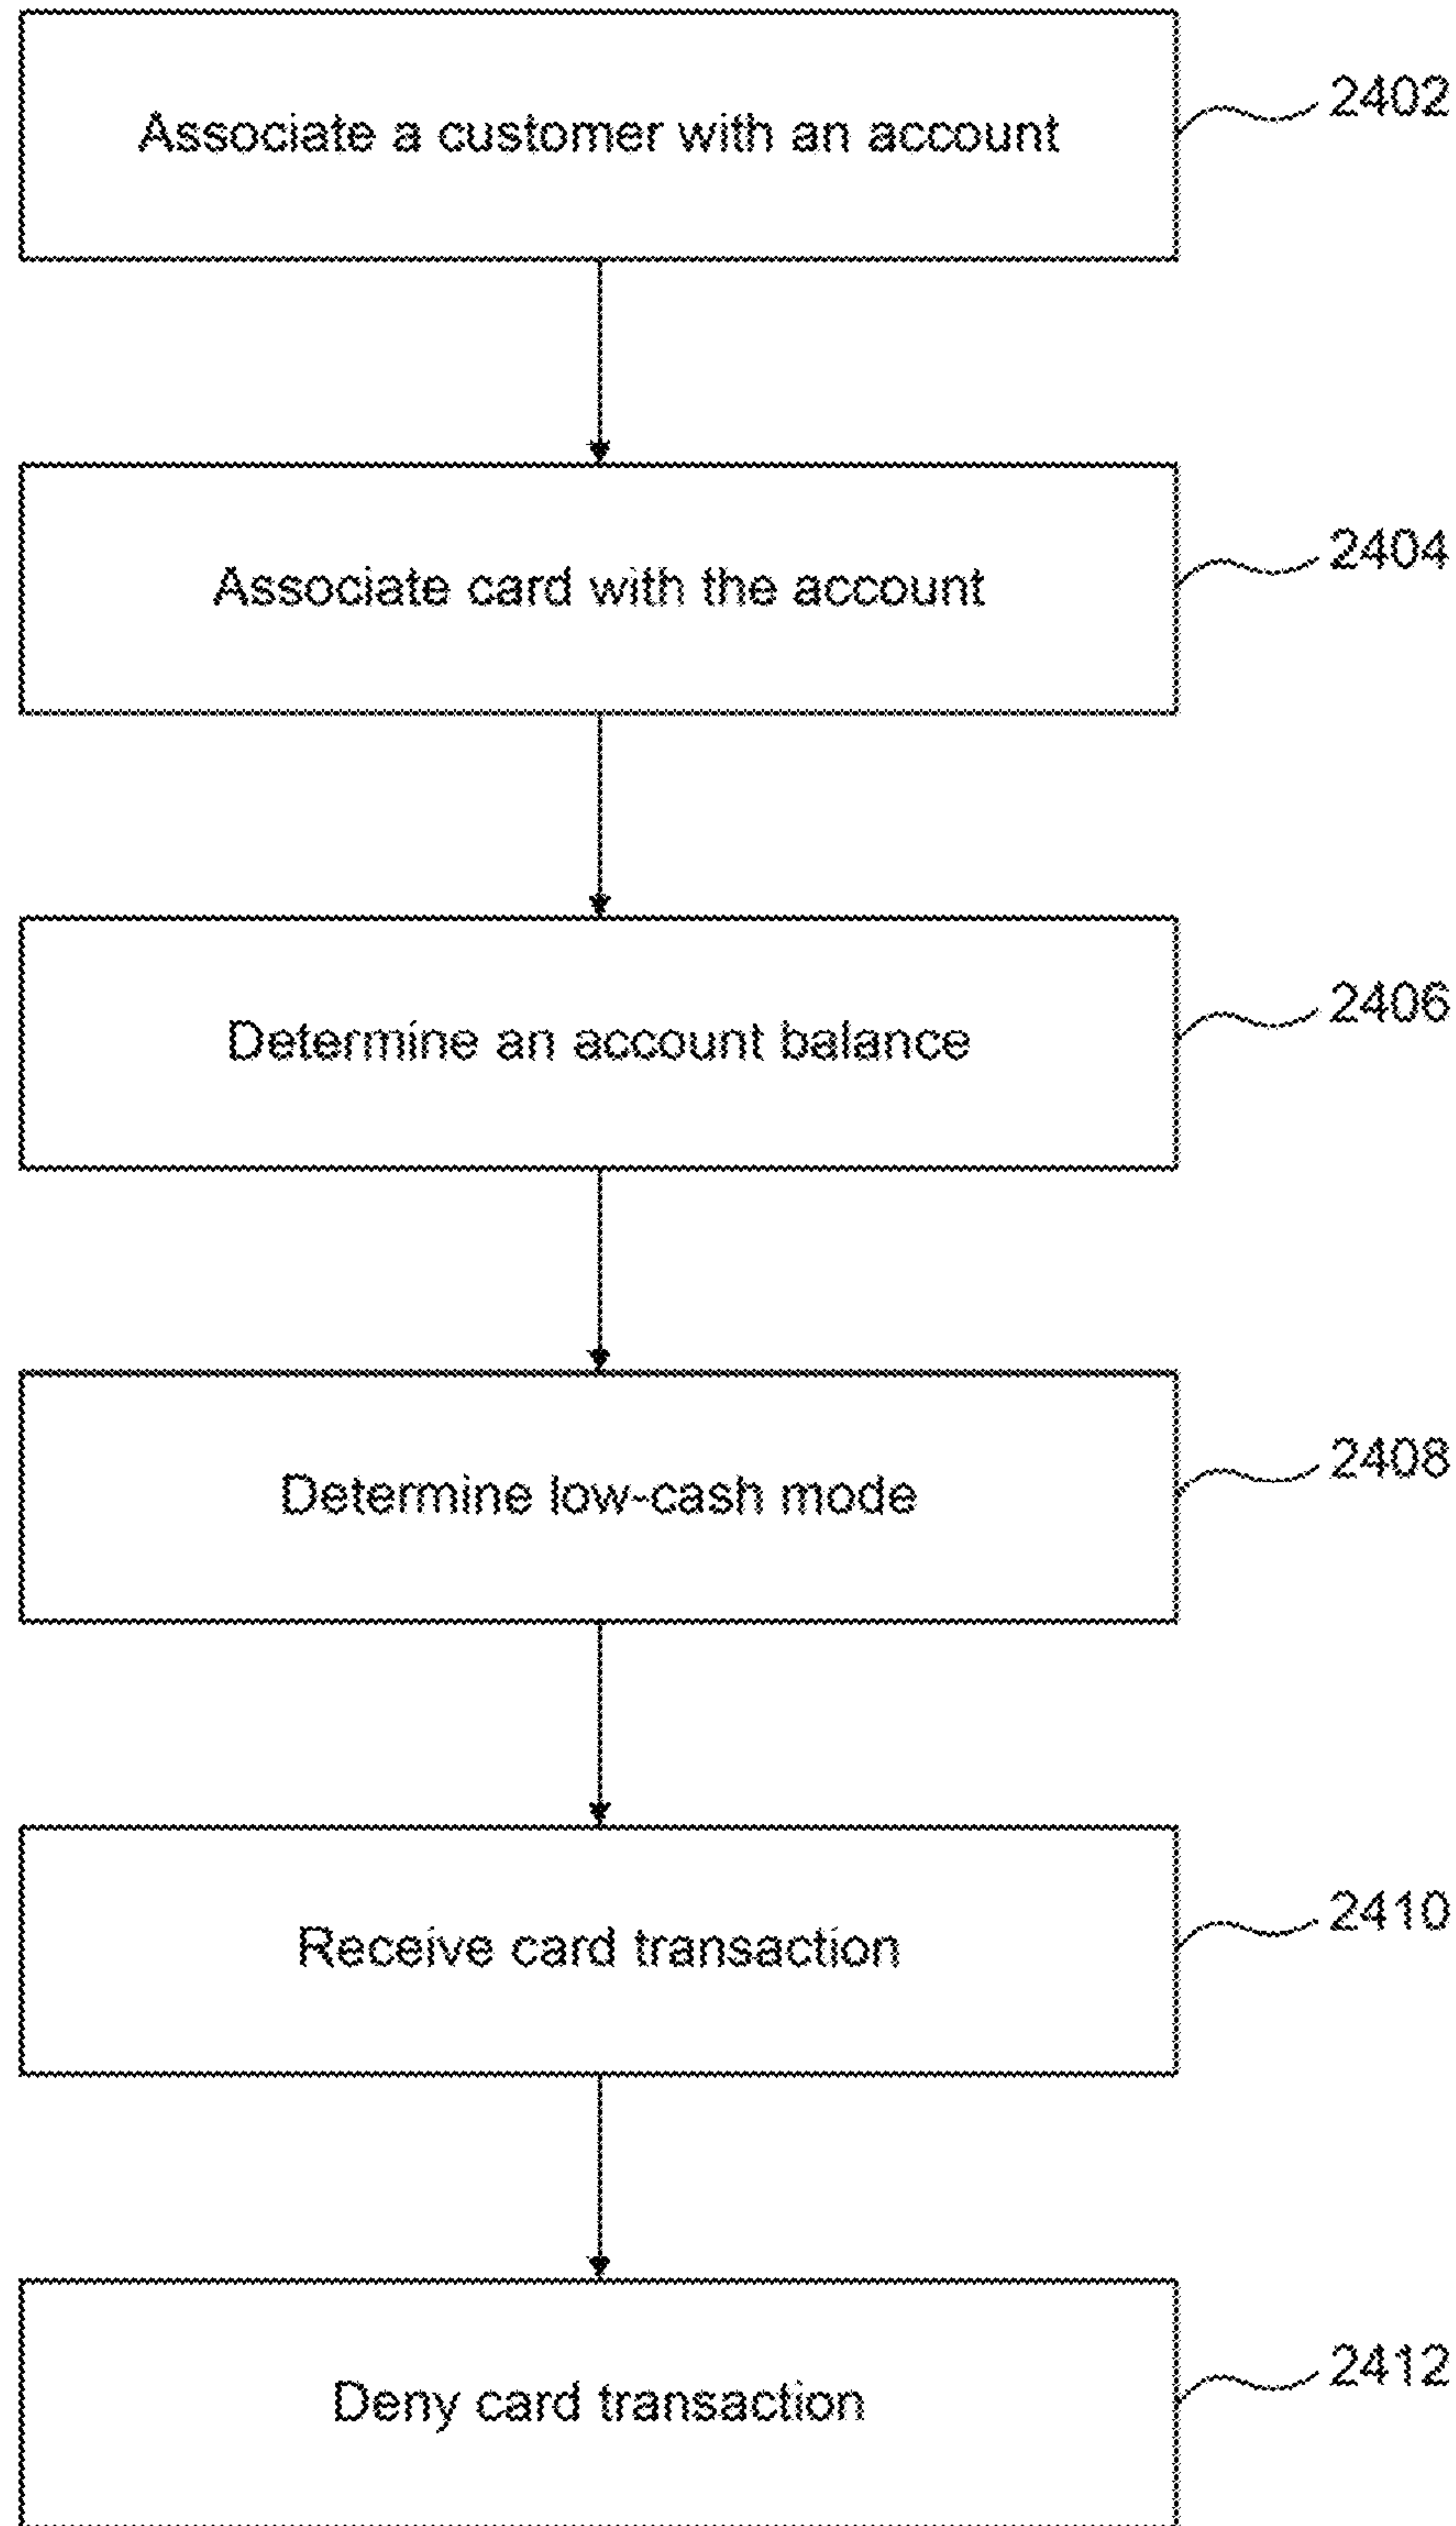 Associate a customer with an account
2402
Associate card with the account
2404
Determine an account balance
2406
Determine low-cash mode
2408
Receive card transaction
2410
Deny card transaction
2412